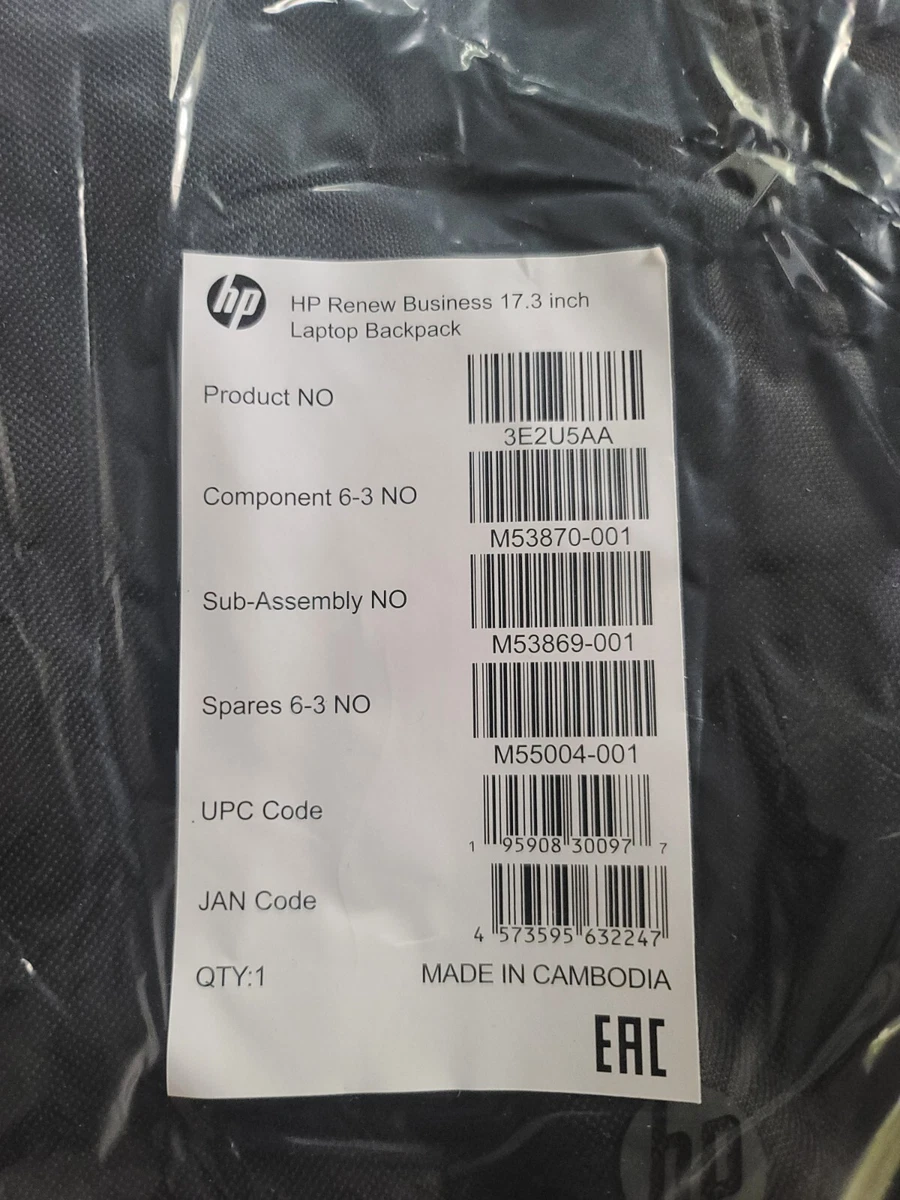 hp
HP Renew Business 17.3 inch
Laptop Backpack
Product NO
3E2U5AA
Component 6-3 NO
M53870-001
Sub-Assembly NO
M53869-001
Spares 6-3 NO
M55004-001
UPC Code
1 95908 30097 7
JAN Code
4 573595 632247
QTY:1 MADE IN CAMBODIA
EAC
hp